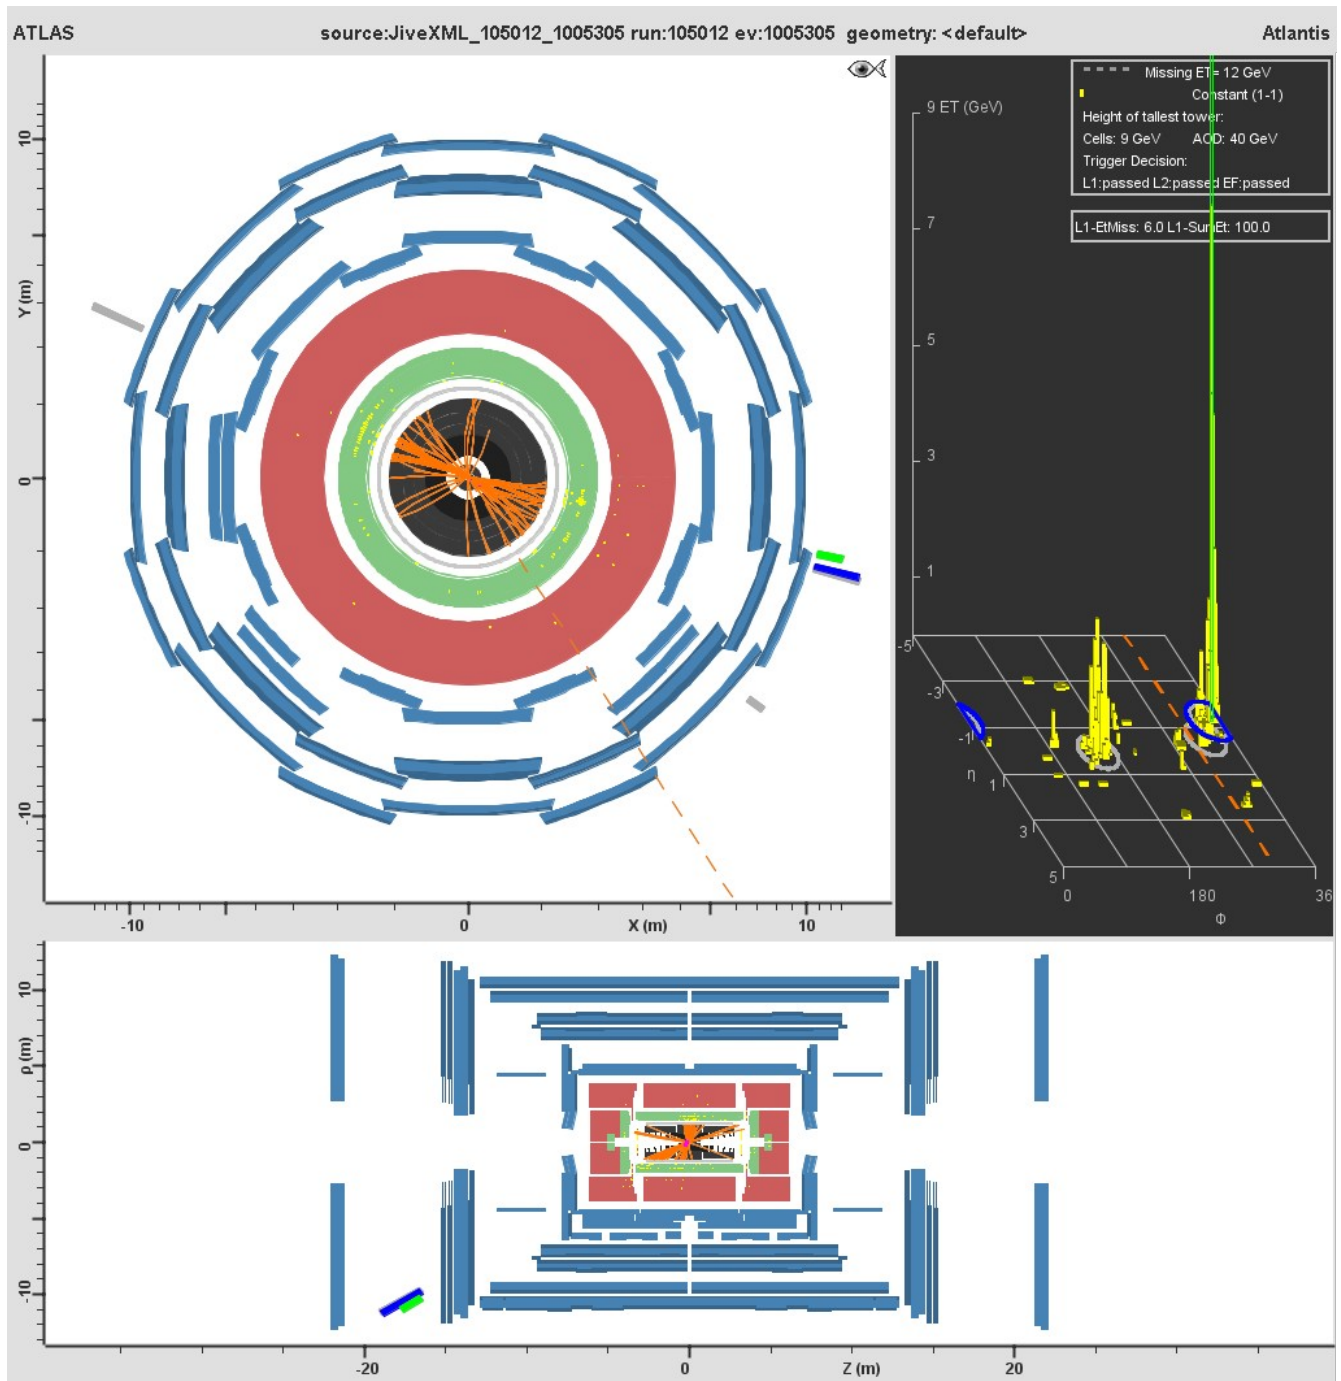 ATLAS source:JiveXML_105012_1005305 run:105012 ev:1005305 geometry: <default> Atlantis
Missing ET= 12 GeV
Constant (1-1)
Height of tallest tower:
Cells: 9 GeV AOD: 40 GeV
Trigger Decision:
L1:passed L2:passed EF:passed
L1-EtMiss: 6.0 L1-SumEt: 100.0
9 ET (GeV)
7
5
3
1
-5
-3
-1
η 1
3
5
0 180 36
Φ
10
Y (m)
0
-10
-10 0 X (m) 10
10
ρ (m)
0
-10
-20 0 Z (m) 20